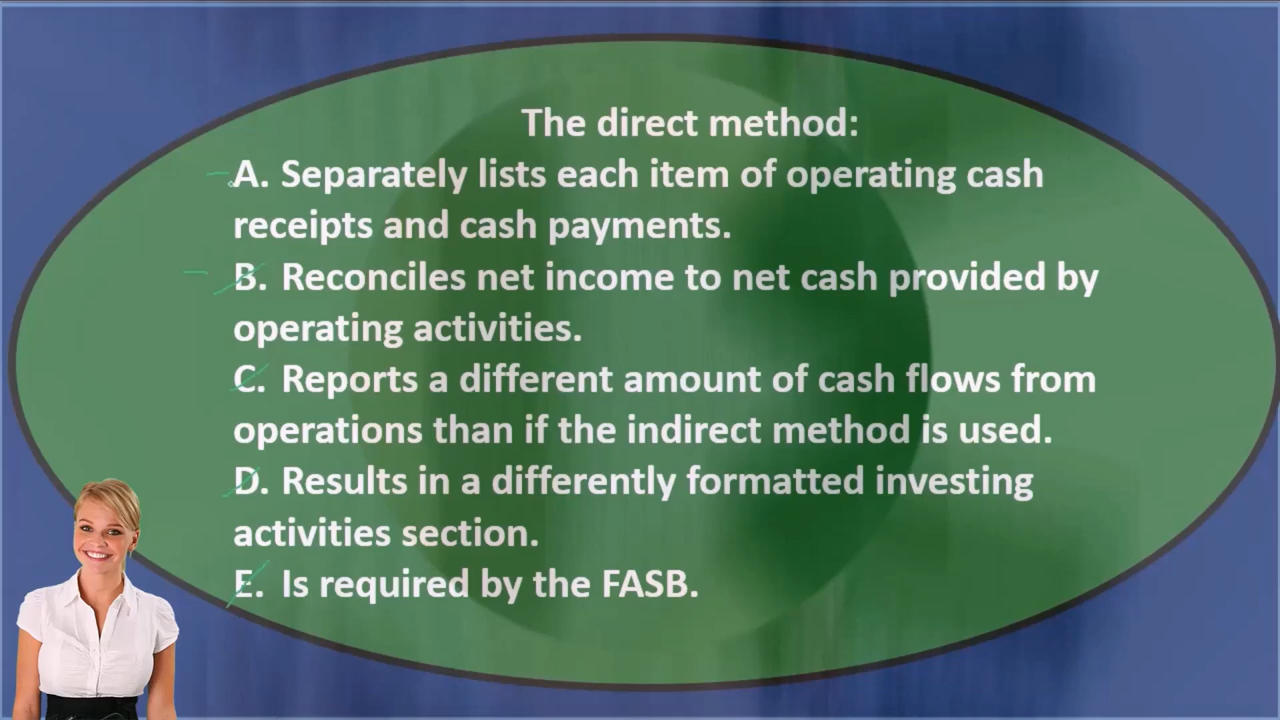 The direct method:
A. Separately lists each item of operating cash
receipts and cash payments.
B. Reconciles net income to net cash provided by
operating activities.
C. Reports a different amount of cash flows from
operations than if the indirect method is used.
D. Results in a differently formatted investing
activities section.
E. Is required by the FASB.